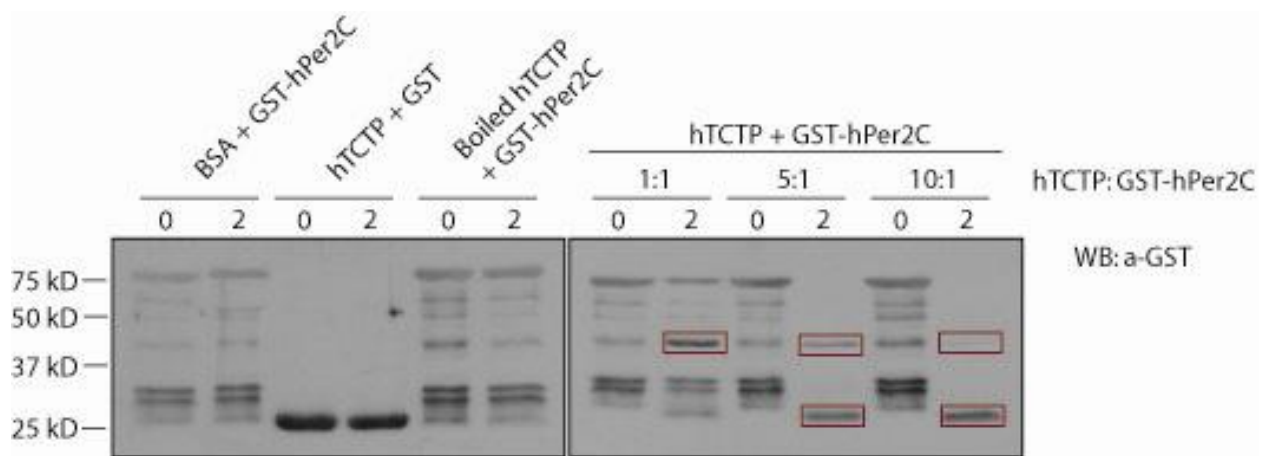 BSA + GST-hPer2C
hTCTP + GST
Boiled hTCTP
+ GST-hPer2C
hTCTP + GST-hPer2C
1:1 5:1 10:1 hTCTP: GST-hPer2C
0 2 0 2 0 2 0 2 0 2 0 2
WB: a-GST
75 kD
50 kD
37 kD
25 kD